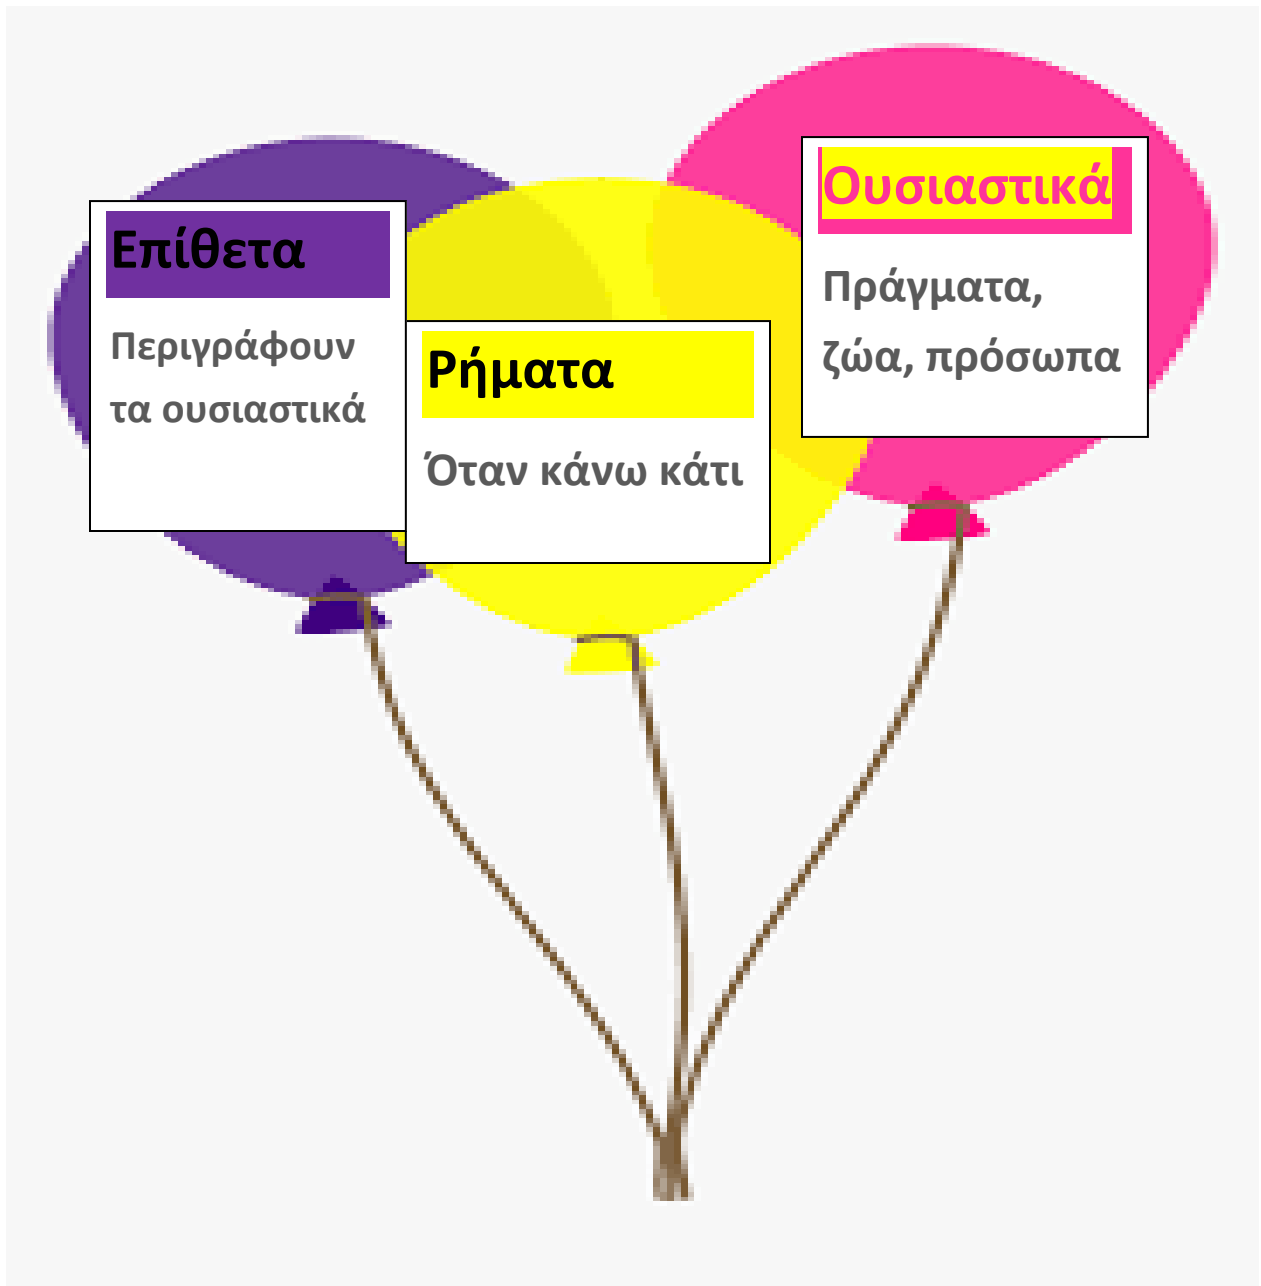 Επίθετα
Περιγράφουν
τα ουσιαστικά
Ρήματα
Όταν κάνω κάτι
Ουσιαστικά
Πράγματα,
ζώα, πρόσωπα